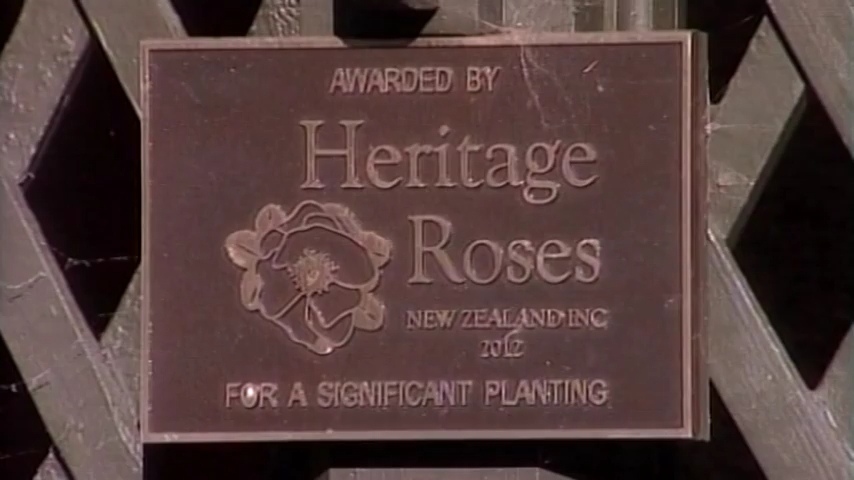 AWARDED BY
Heritage
Roses
NEW ZEALAND INC
2012
FOR A SIGNIFICANT PLANTING